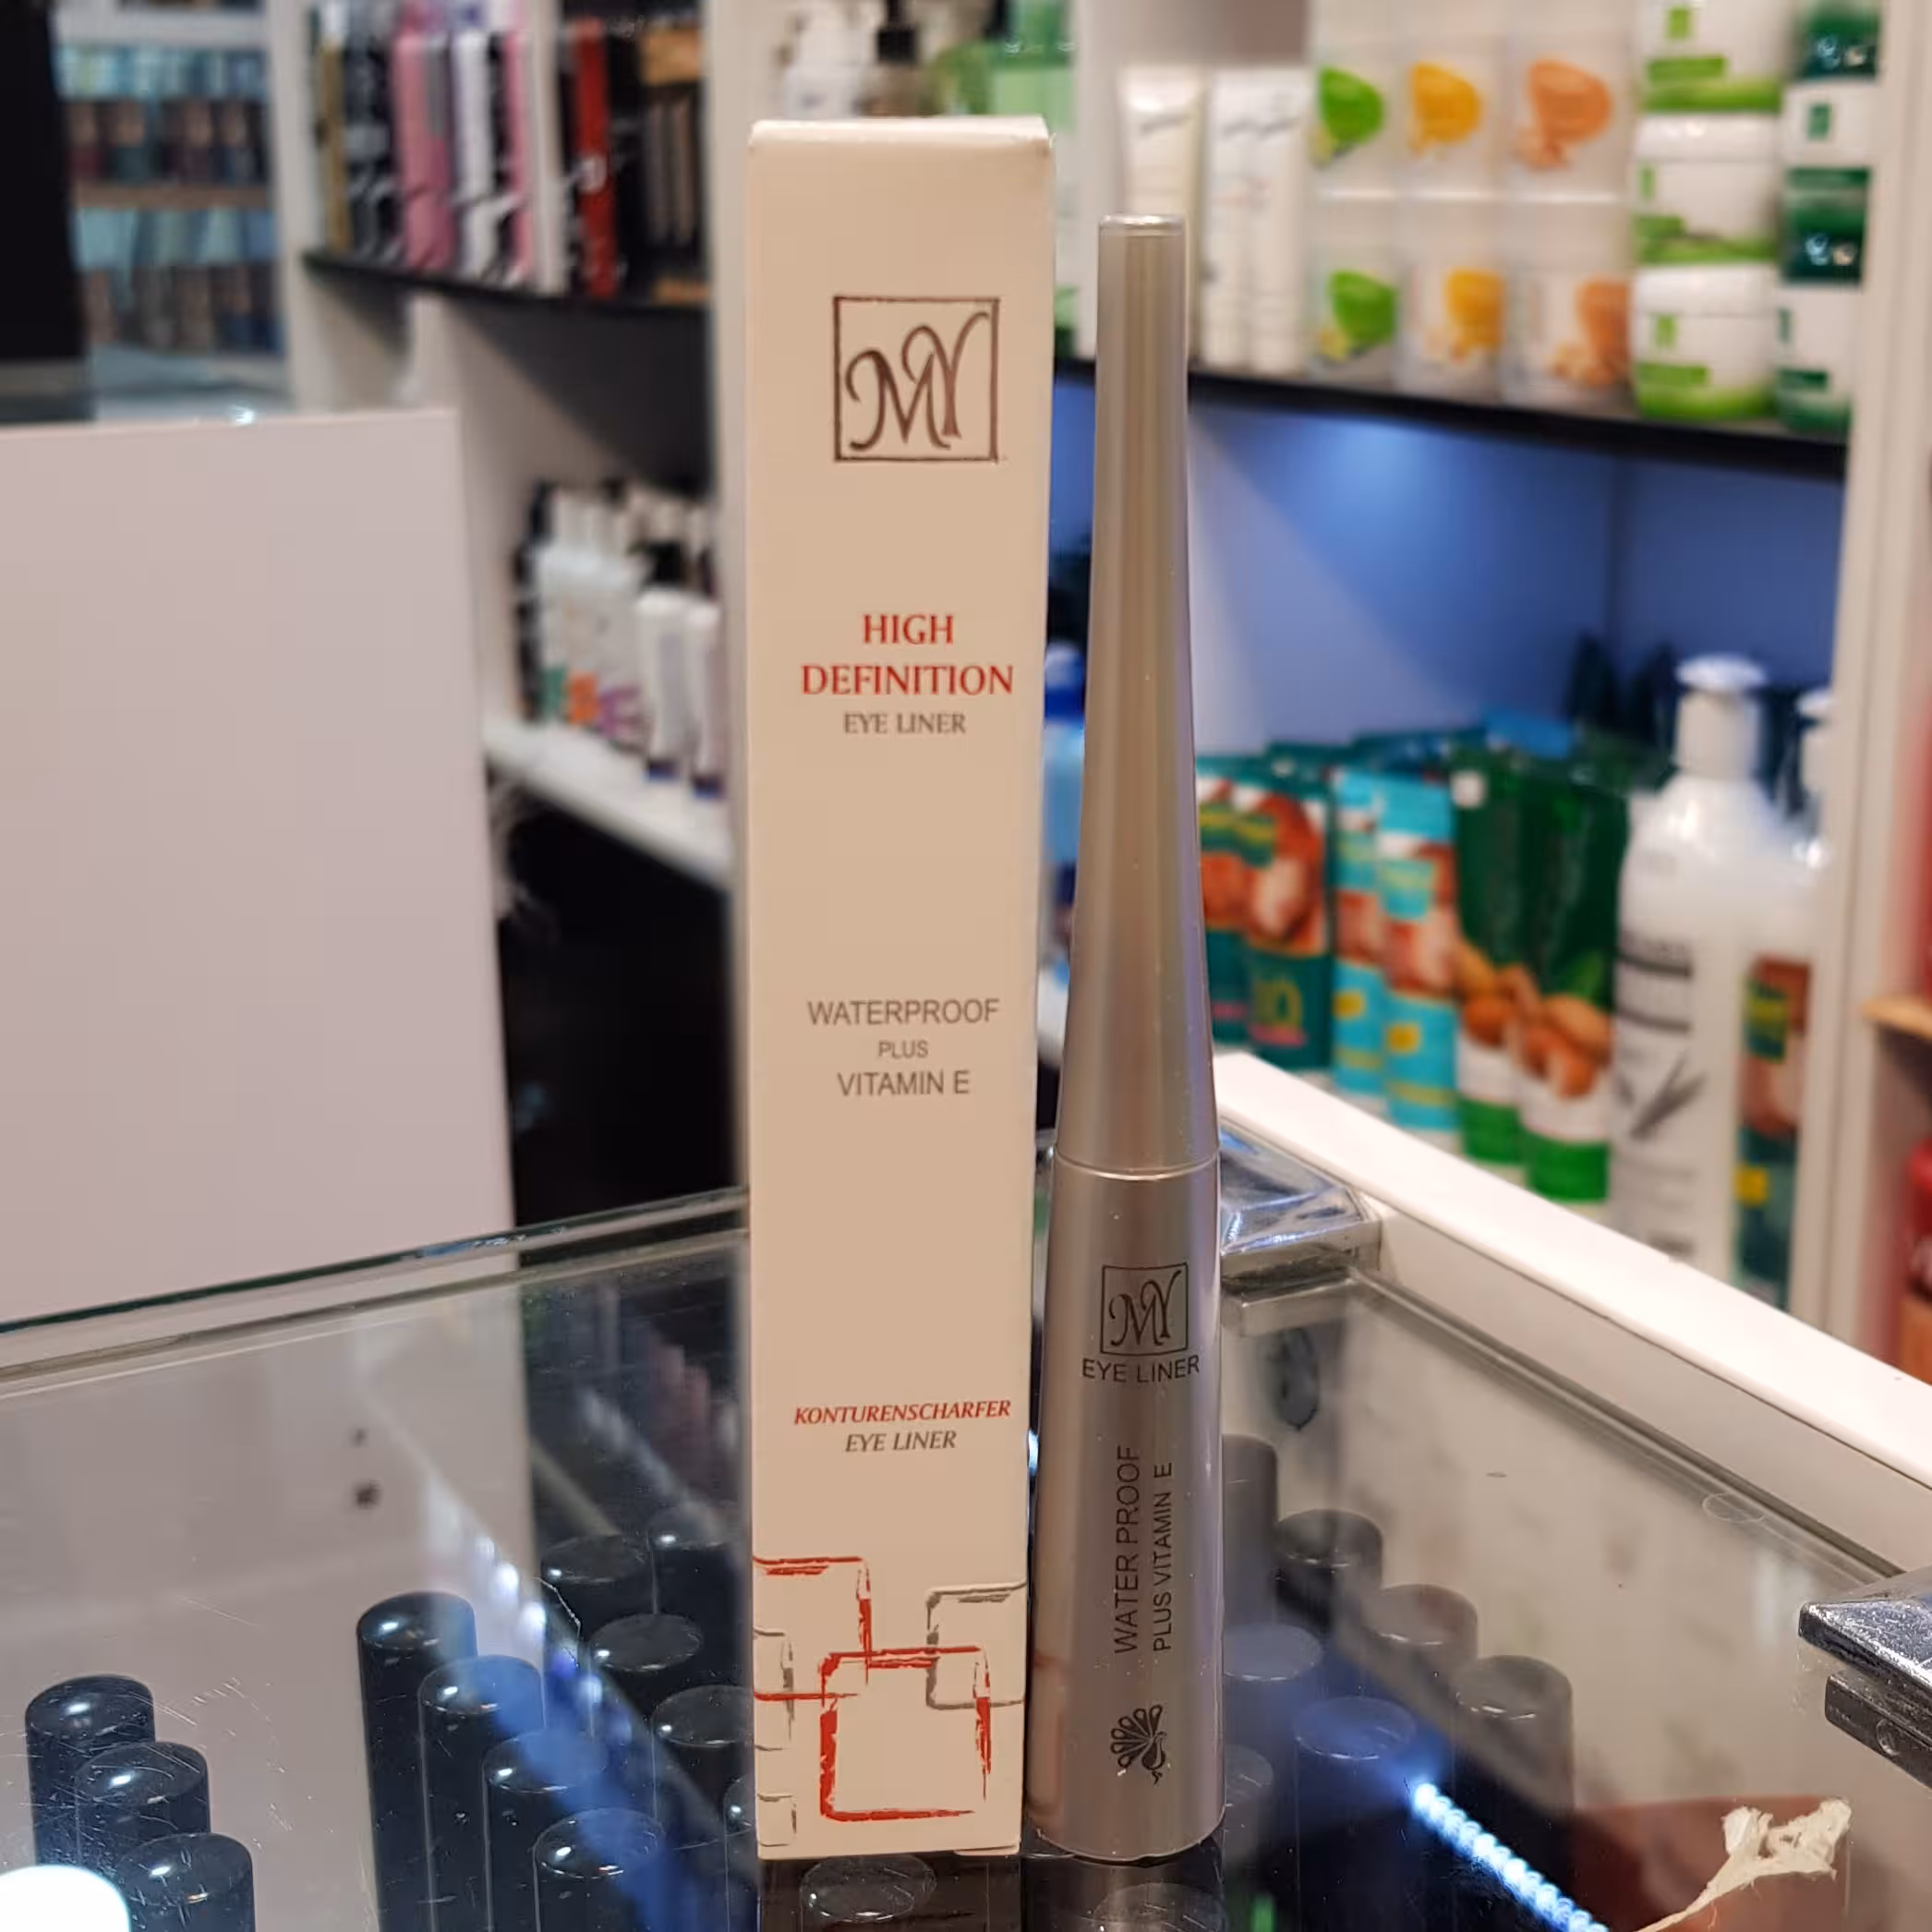 MY
HIGH
DEFINITION
EYE LINER
WATERPROOF
PLUS
VITAMIN E
KONTURENSCHARFER
EYE LINER
MY
EYE LINER
WATER PROOF
PLUS VITAMIN E